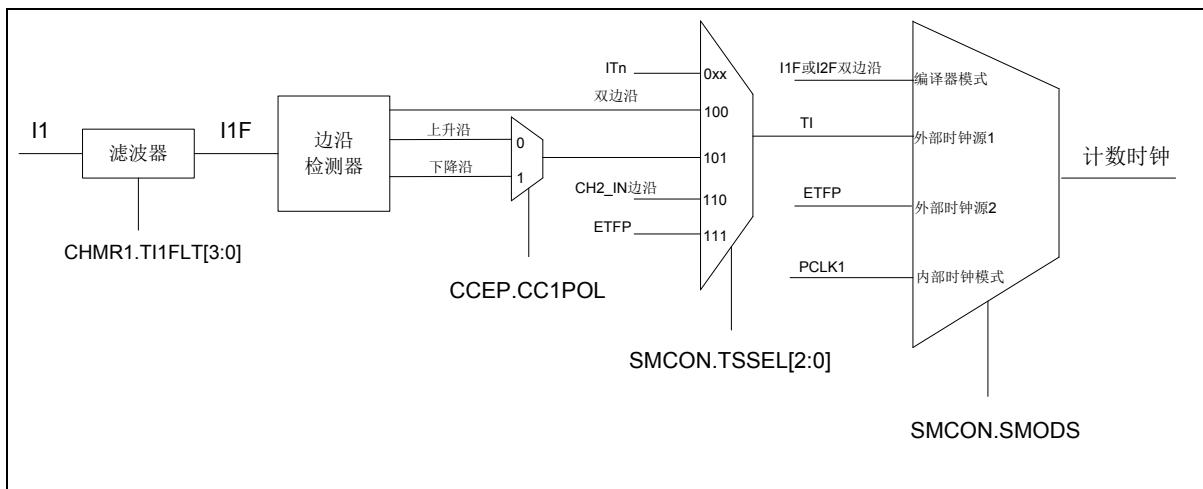 I1
滤波器
CHMR1.TI1FLT[3:0]
I1F
边沿
检测器
双边沿
上升沿
下降沿
0
1
CCEP.CC1POL
ITn
CH2_IN边沿
ETFP
0xx
100
101
110
111
SMCON.TSSEL[2:0]
I1F或I2F双边沿
TI
ETFP
PCLK1
编译器模式
外部时钟源1
外部时钟源2
内部时钟模式
SMCON.SMODS
计数时钟